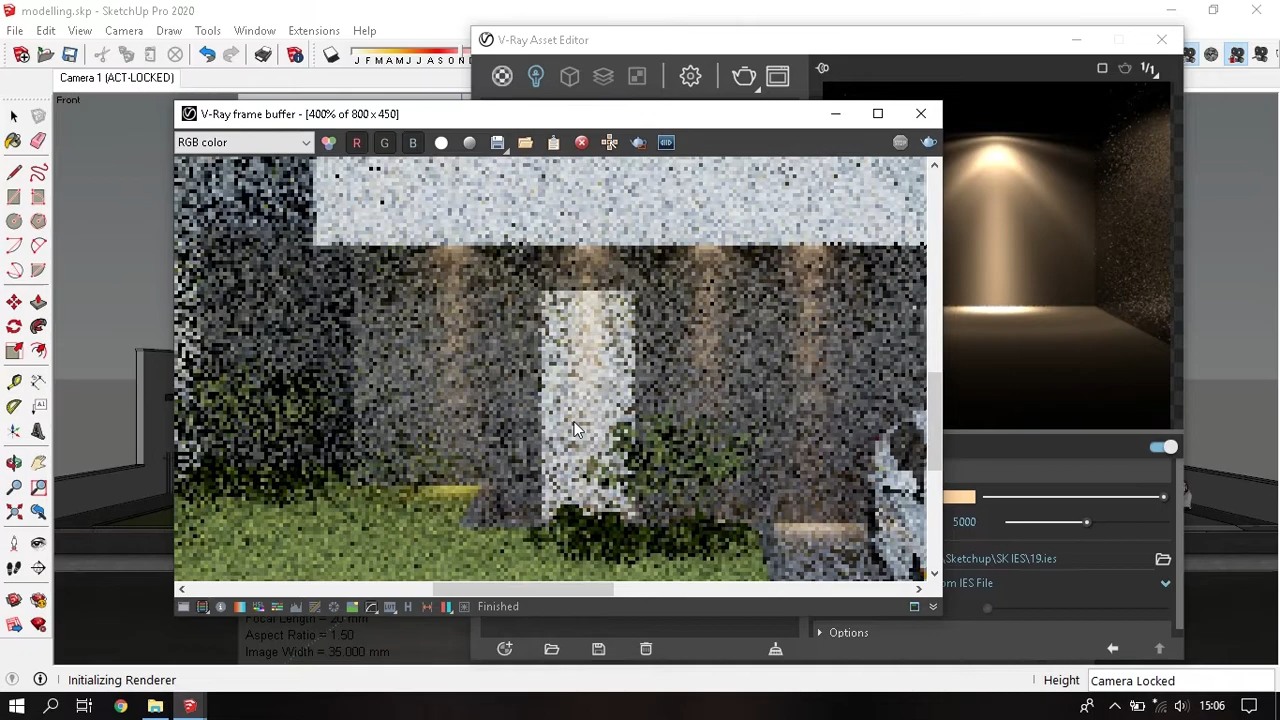 modelling.skp - SketchUp Pro 2020
V-Ray Asset Editor
File Edit View Camera Draw Tools Window Extensions Help
J F M A M J J A S O N D
1/1
Camera 1 (ACT-LOCKED)
Front
V-Ray frame buffer - [400% of 800 x 450]
RGB color
R G B
5000
Sketchup\SK IES\19.ies
om IES File
Finished
Focal Length = 20 mm
Aspect Ratio = 1.50
Image Width = 35.000 mm
Options
Initializing Renderer
Height
Camera Locked
15:06